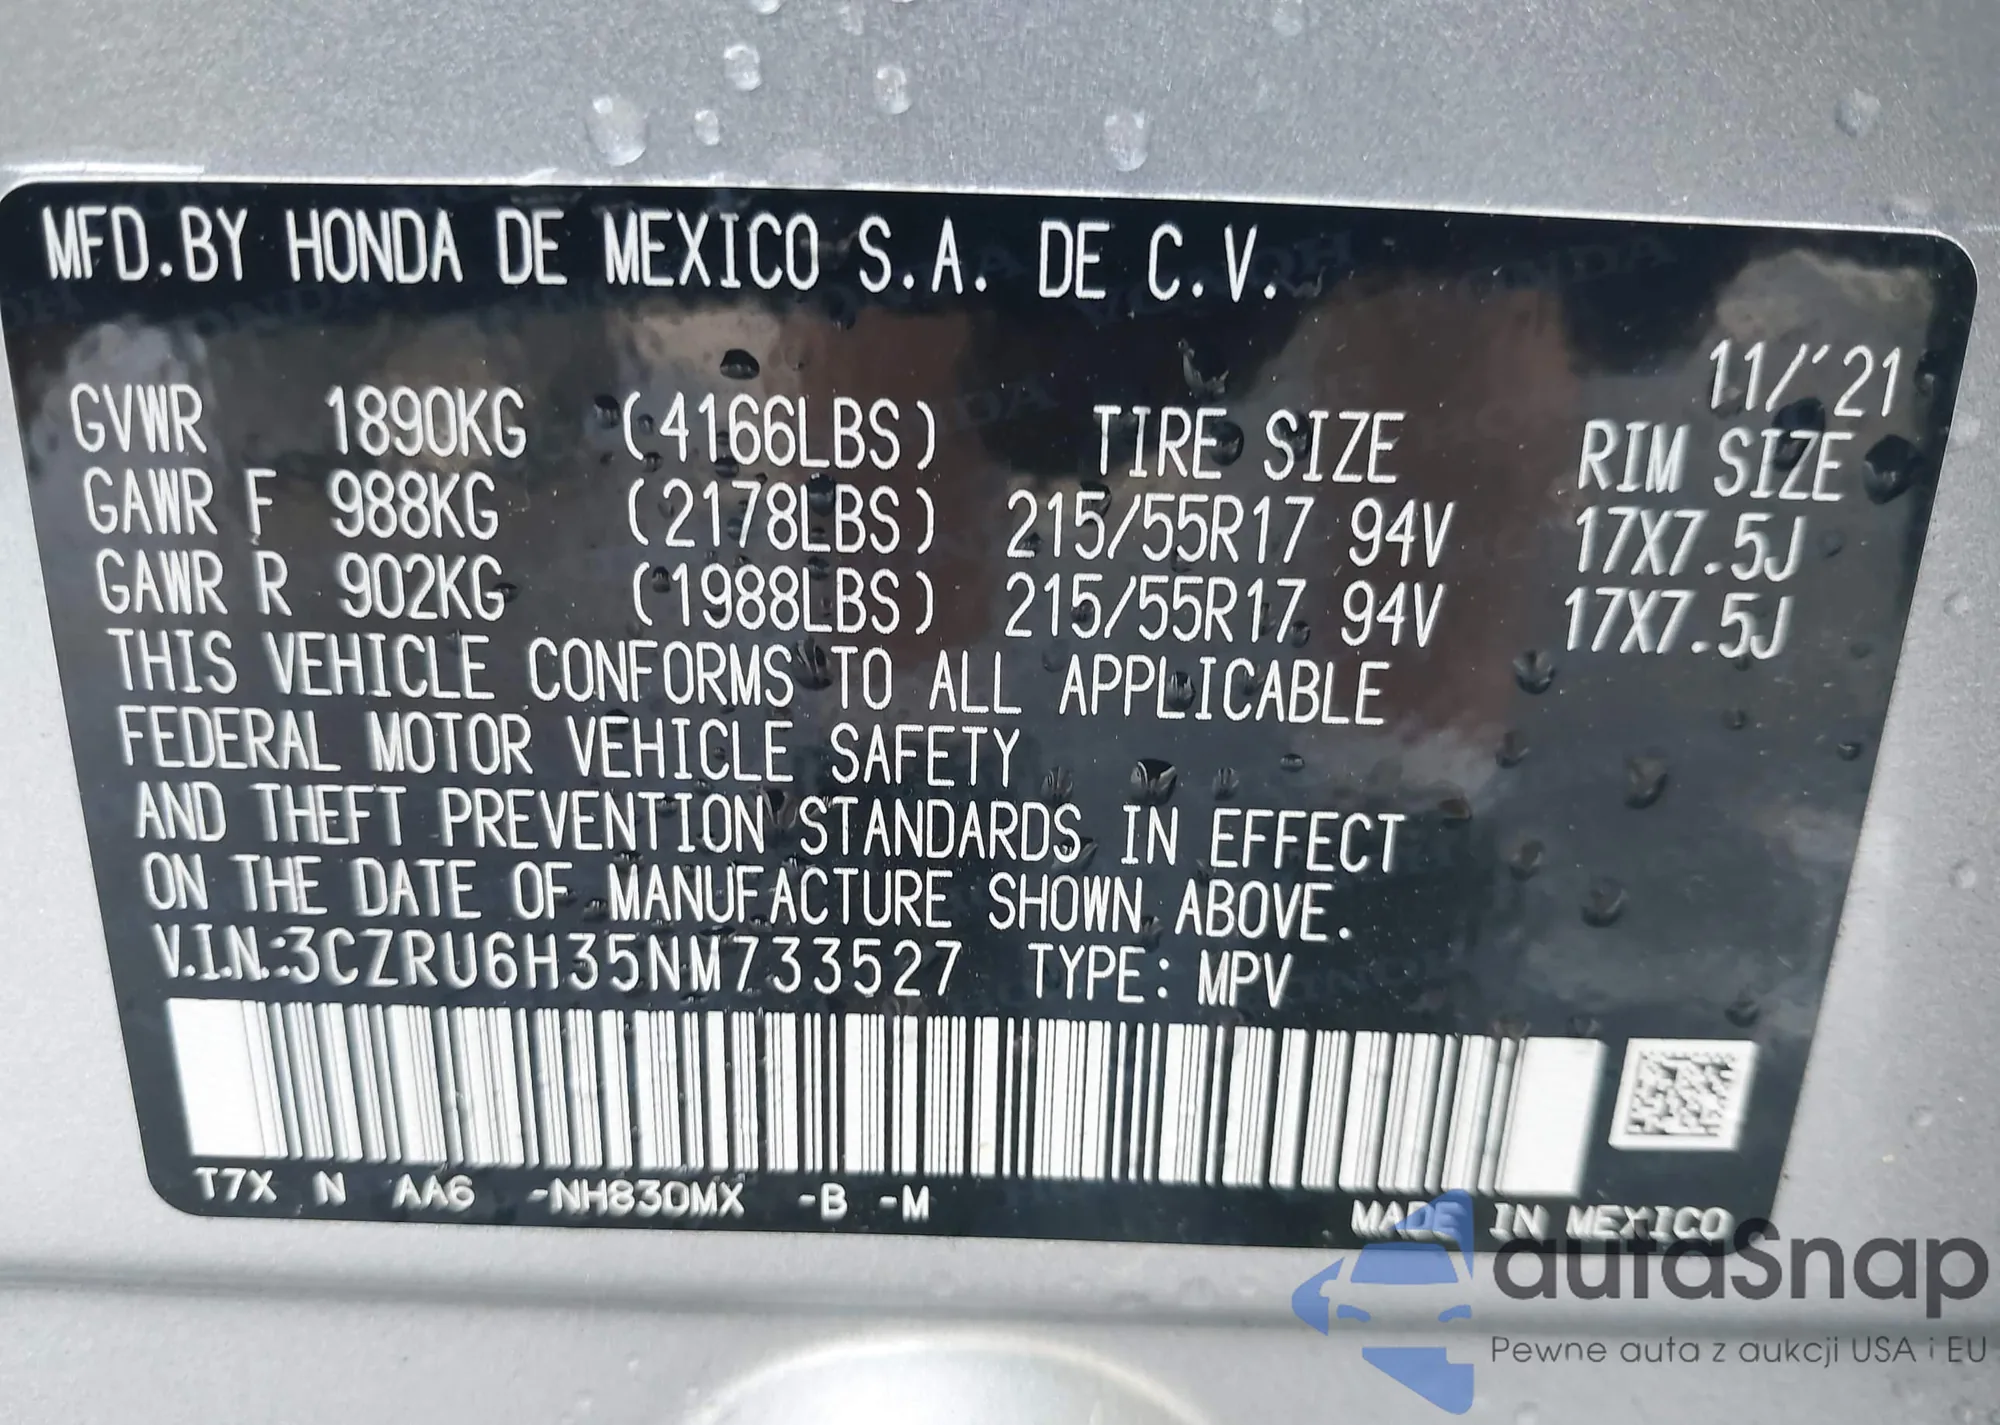 MFD.BY HONDA DE MEXICO S.A. DE C.V.
11/'21
GVWR 1890KG (4166LBS) TIRE SIZE RIM SIZE
GAWR F 988KG (2178LBS) 215/55R17 94V 17X7.5J
GAWR R 902KG (1988LBS) 215/55R17 94V 17X7.5J
THIS VEHICLE CONFORMS TO ALL APPLICABLE
FEDERAL MOTOR VEHICLE SAFETY
AND THEFT PREVENTION STANDARDS IN EFFECT
ON THE DATE OF MANUFACTURE SHOWN ABOVE.
V.I.N.:3CZRU6H35NM733527 TYPE: MPV
T7X N AA6 -NH830MX -B -M
MADE IN MEXICO
autaSnap
Pewne auta z aukcji USA i EU